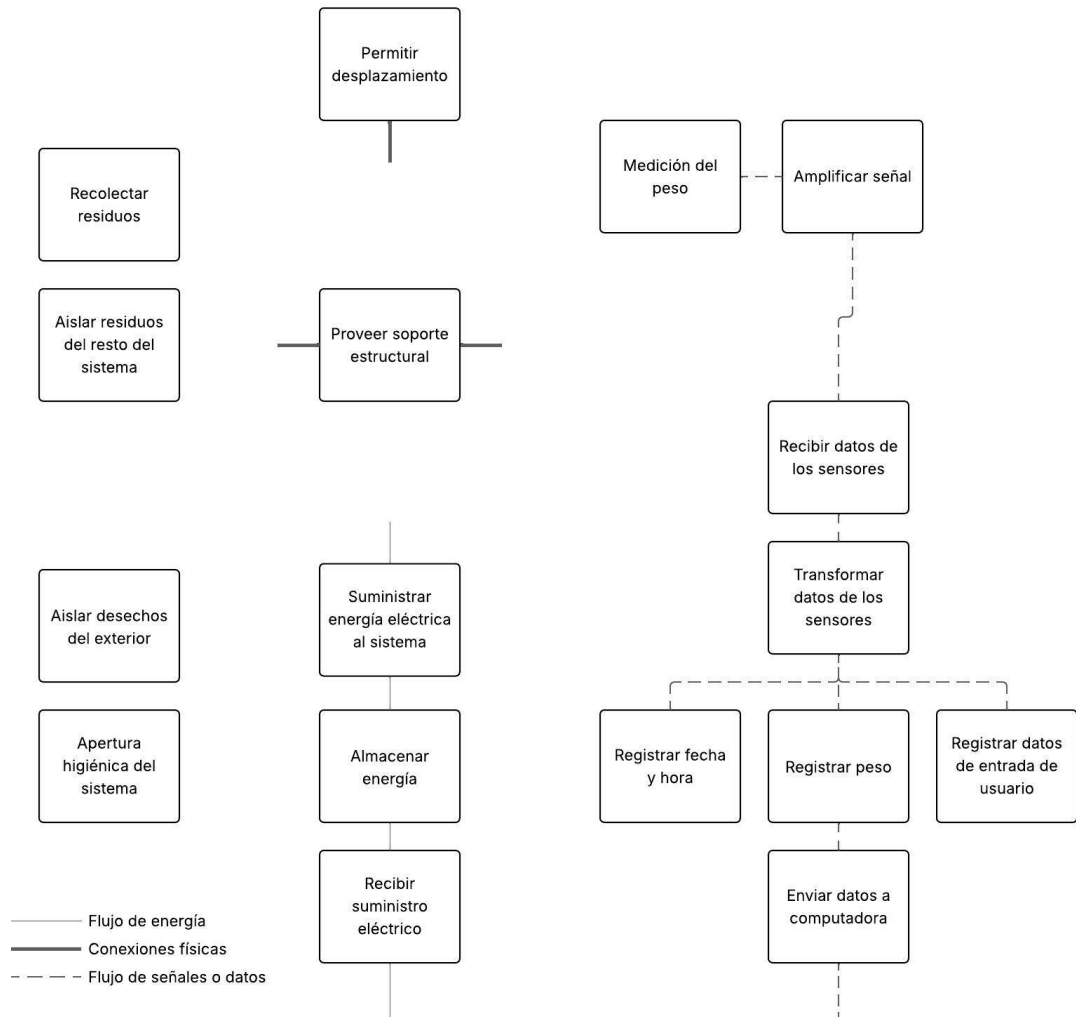 Permitir
desplazamiento
Medición del
peso
Amplificar señal
Recolectar
residuos
Aislar residuos
del resto del
sistema
Proveer soporte
estructural
Recibir datos de
los sensores
Transformar
datos de los
sensores
Aislar desechos
del exterior
Suministrar
energía eléctrica
al sistema
Apertura
higiénica del
sistema
Almacenar
energía
Registrar fecha
y hora
Registrar peso
Registrar datos
de entrada de
usuario
Recibir
suministro
eléctrico
Enviar datos a
computadora
Flujo de energía
Conexiones físicas
Flujo de señales o datos